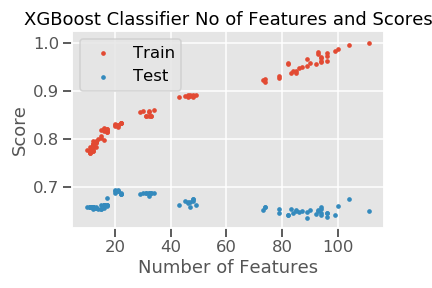 XGBoost Classifier No of Features and Scores
Train
Test
1.0
0.9
0.8
0.7
Score
20 40 60 80 100
Number of Features